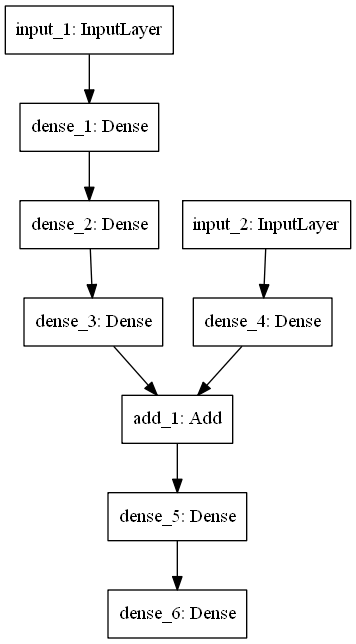 input_1: InputLayer
dense_1: Dense
dense_2: Dense
input_2: InputLayer
dense_3: Dense
dense_4: Dense
add_1: Add
dense_5: Dense
dense_6: Dense